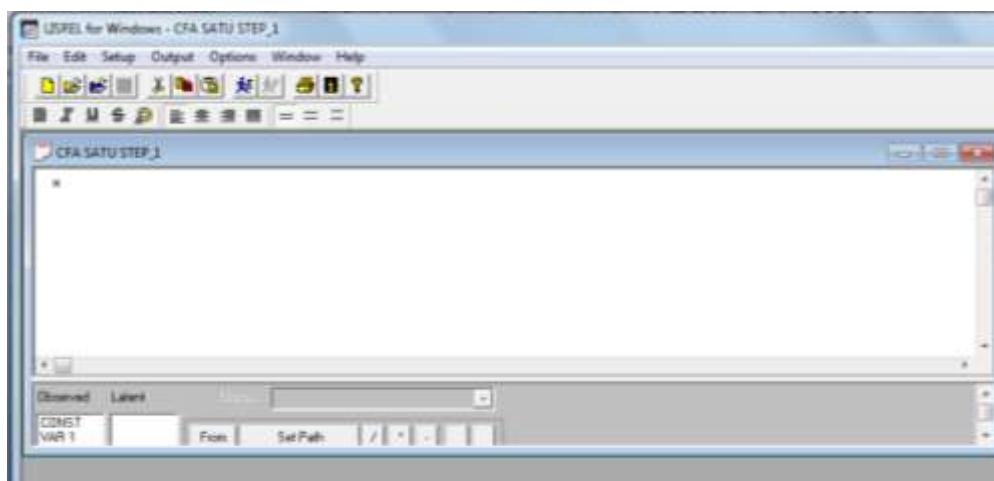 LISREL for Windows - CFA SATU STEP_1
File Edit Setup Output Options Window Help
CFA SATU STEP_1
Observed Latent
CONST
VAR 1
From Set Path / * -